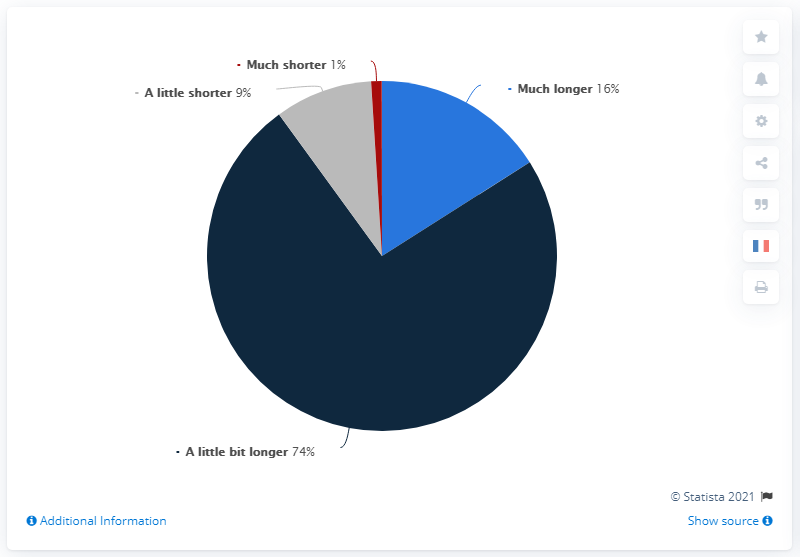 Much shorter 1%
A little shorter 9%
Much longer 16%
A little bit longer 74%
© Statista 2021
Additional Information
Show source